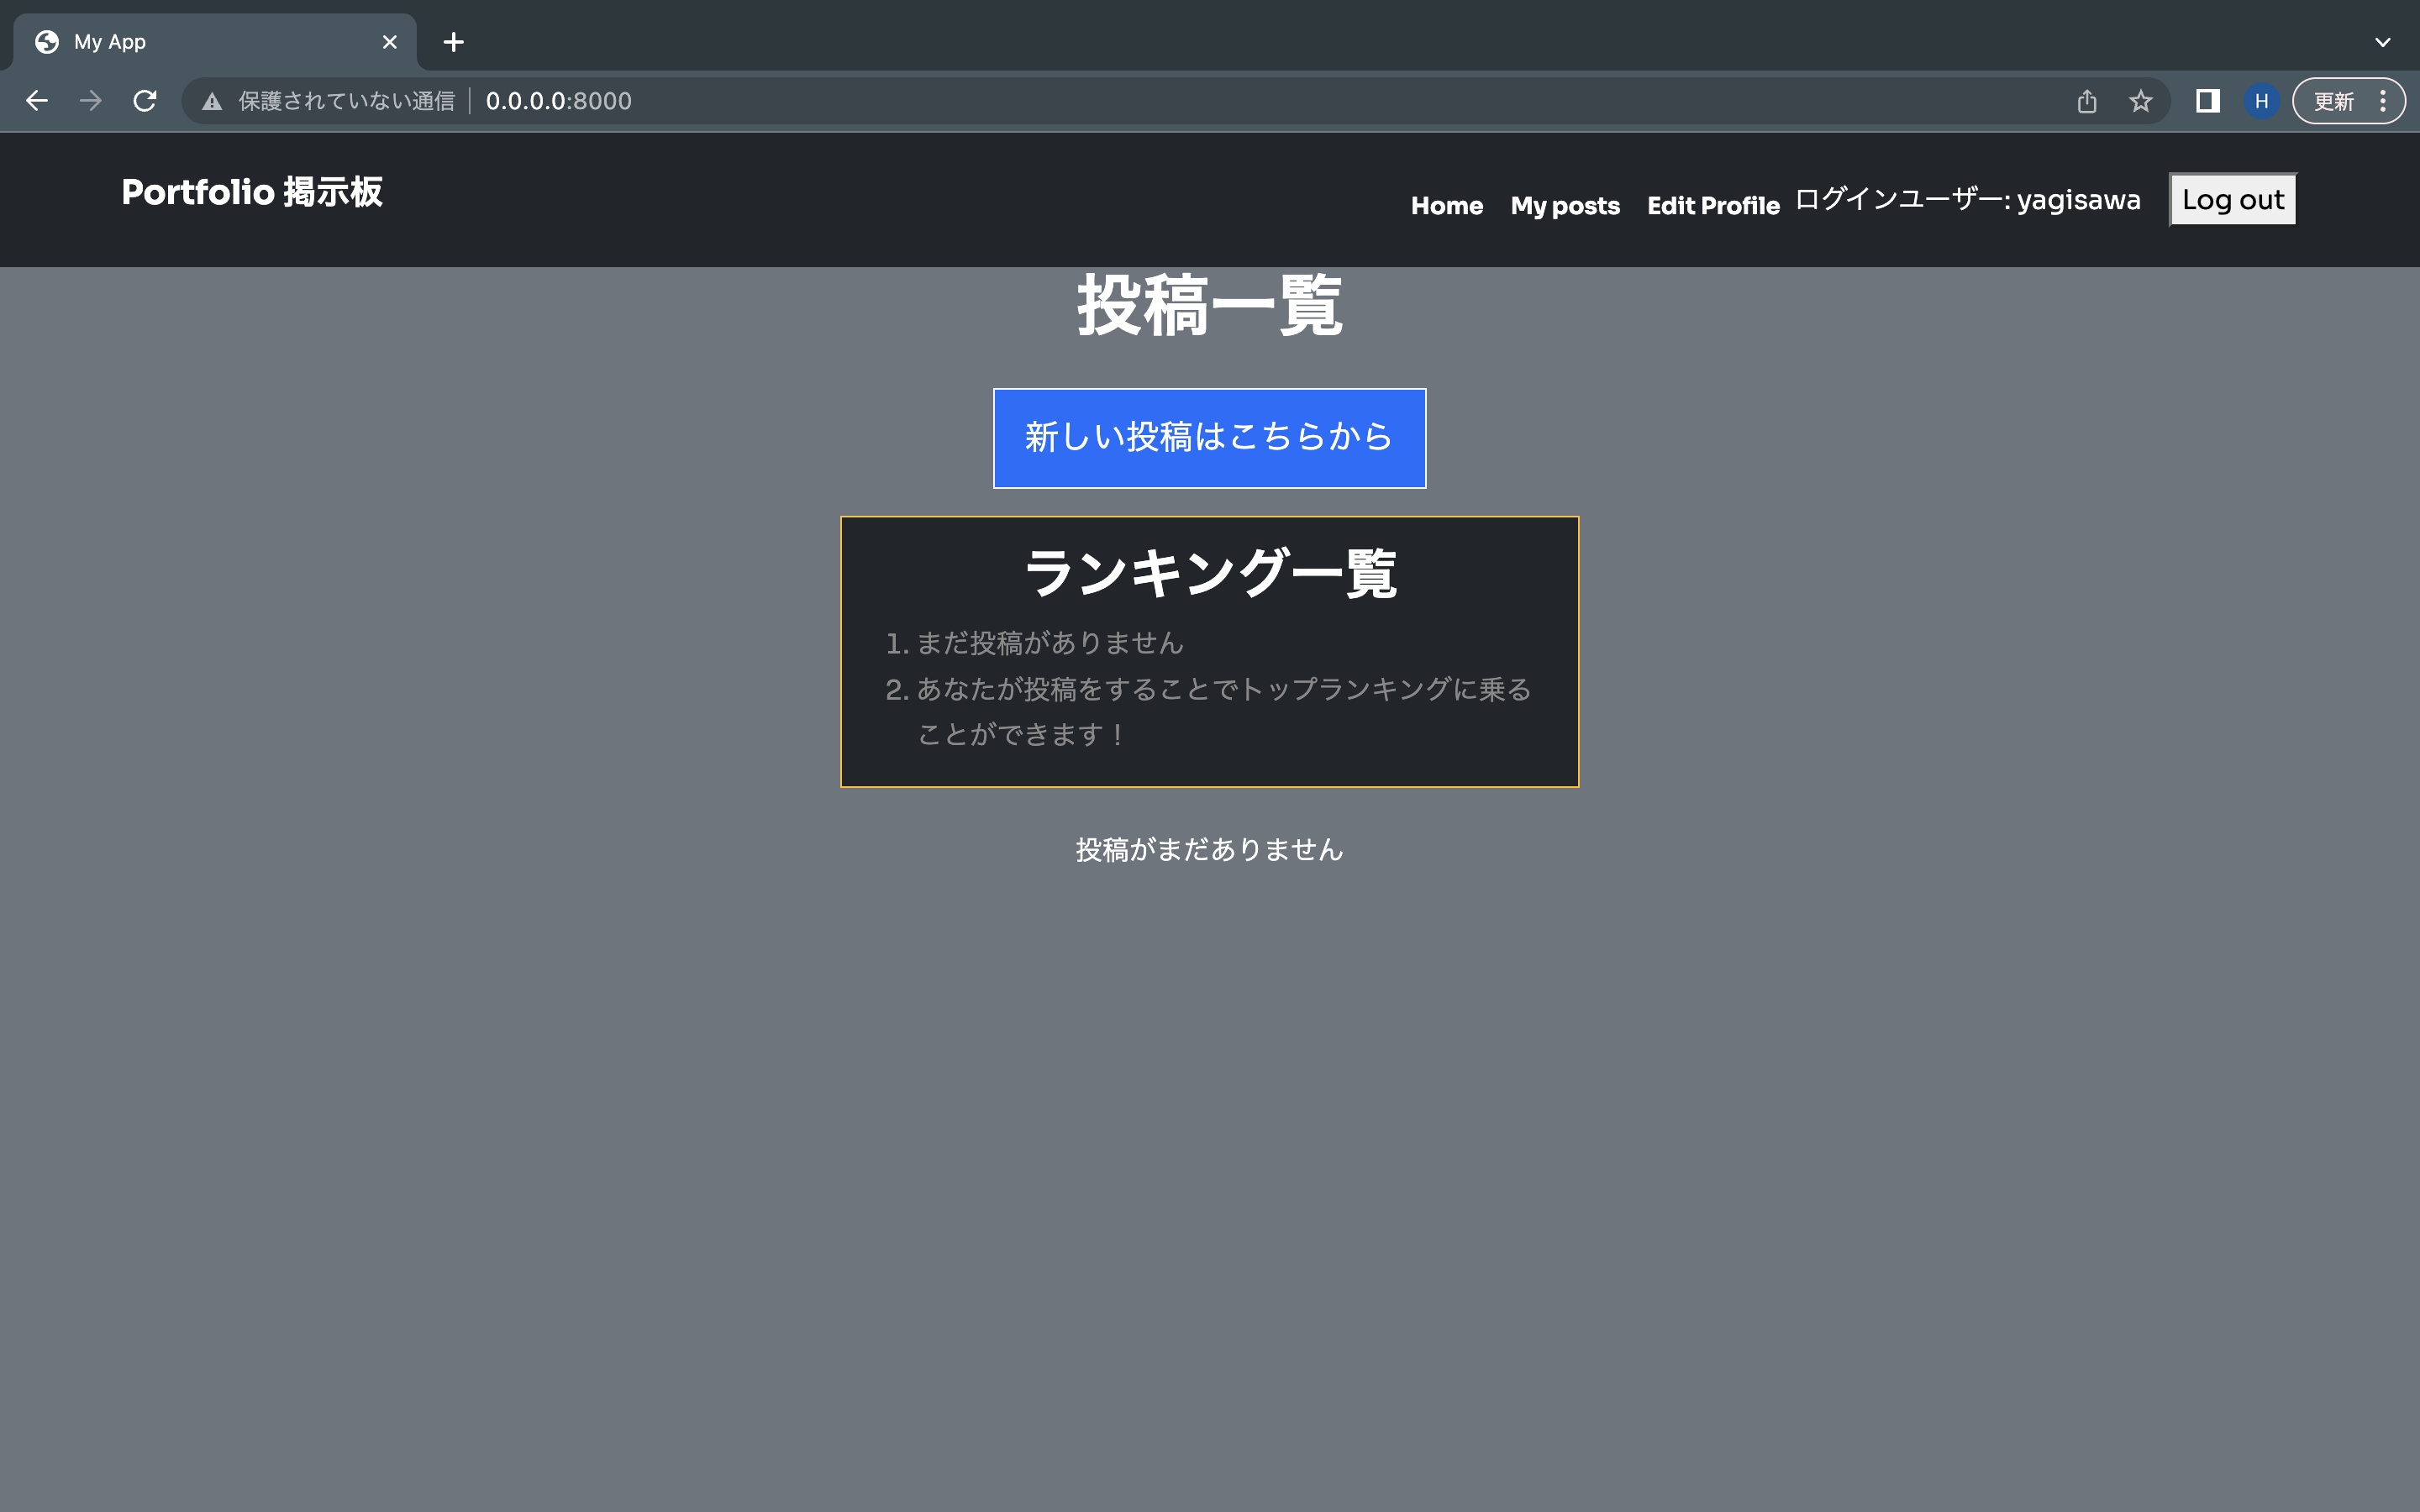 My App
保護されていない通信 0.0.0.0:8000
H
更新
Portfolio 掲示板
Home My posts Edit Profile ログインユーザー: yagisawa Log out
投稿一覧
新しい投稿はこちらから
ランキング一覧
1. まだ投稿がありません
2. あなたが投稿をすることでトップランキングに乗る
ことができます！
投稿がまだありません